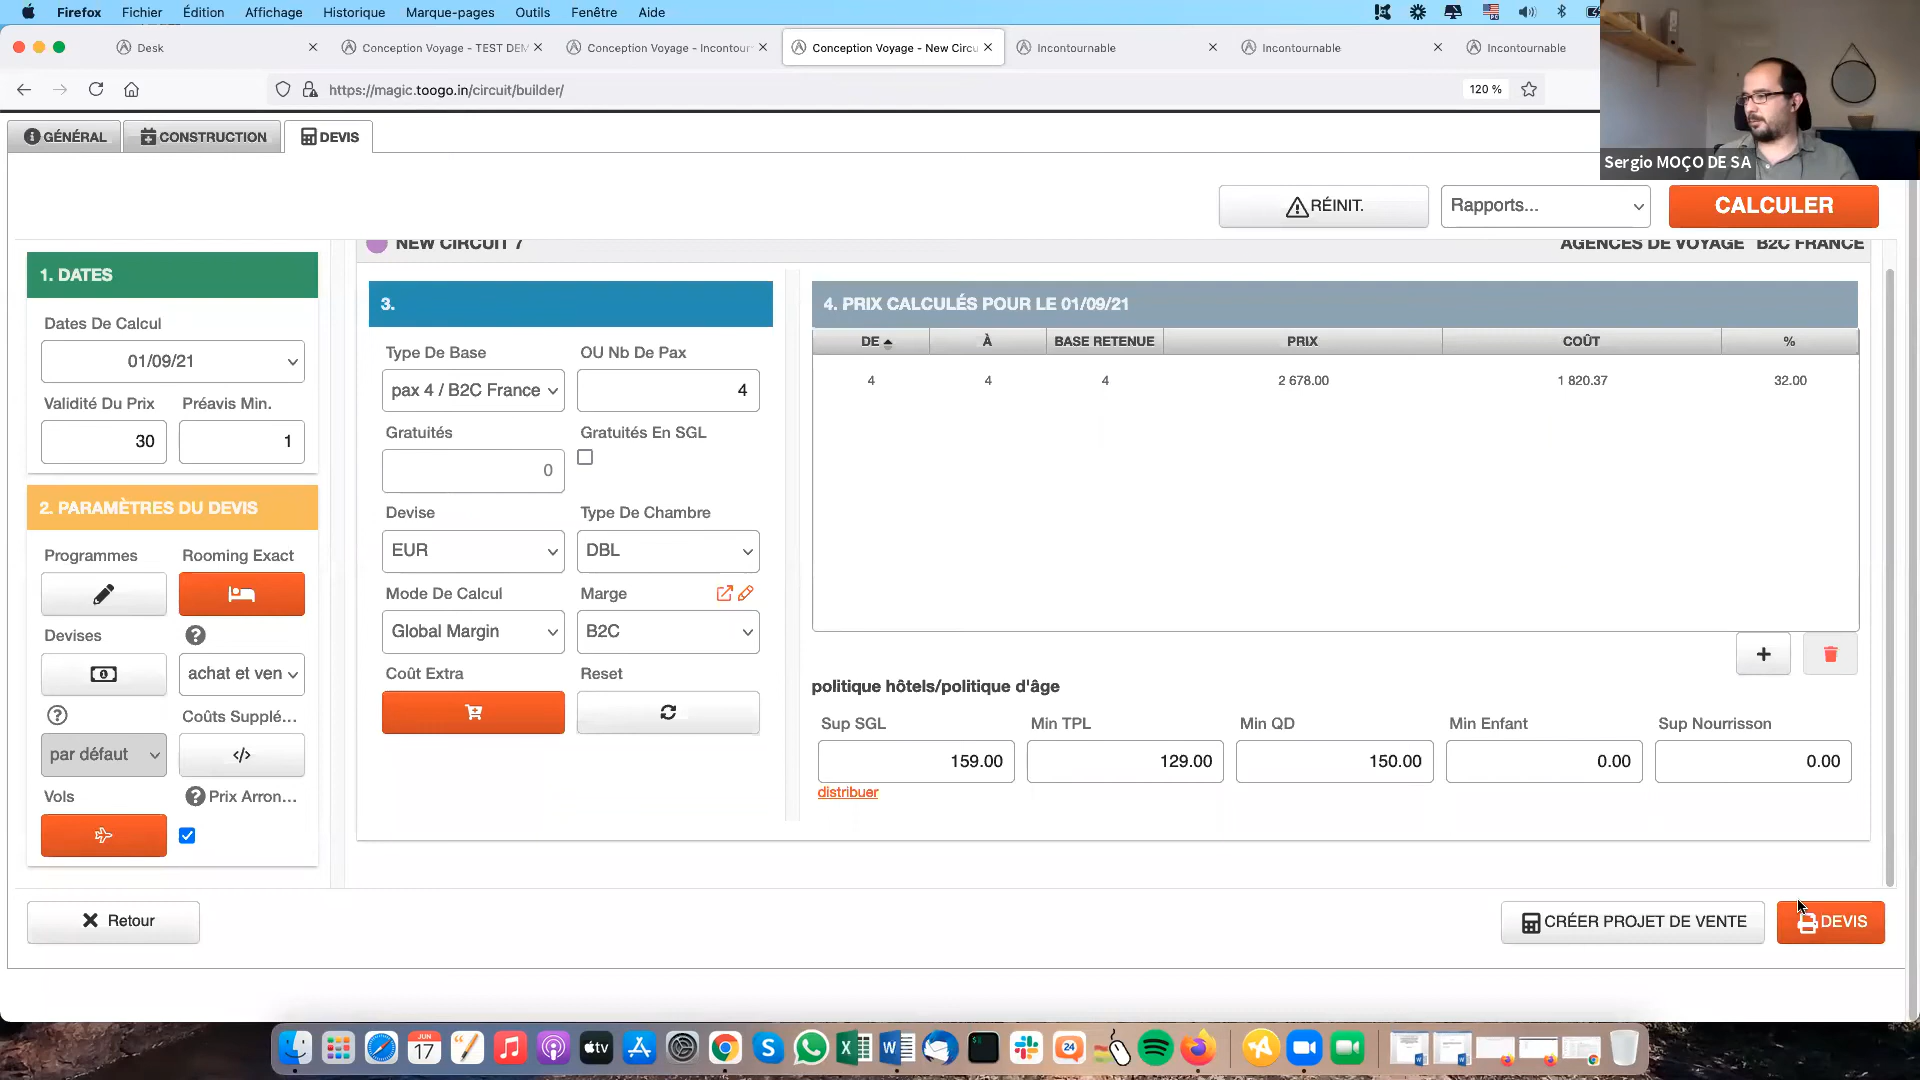 Firefox Fichier Édition Affichage Historique Marque-pages Outils Fenêtre Aide
Desk
Conception Voyage - TEST DEM
Conception Voyage - Incontour
Conception Voyage - New Circu
Incontournable
Incontournable
Incontournable
https://magic.toogo.in/circuit/builder/
120 %
Sergio MOÇO DE SA
GÉNÉRAL
CONSTRUCTION
DEVIS
RÉINIT.
Rapports...
CALCULER
NEW CIRCUIT 7
AGENCES DE VOYAGE B2C FRANCE
1. DATES
Dates De Calcul
01/09/21
Validité Du Prix Préavis Min.
30 1
2. PARAMÈTRES DU DEVIS
Programmes Rooming Exact
Devises
achat et ven
Coûts Supplé...
par défaut
Vols
Prix Arron...
3.
Type De Base OU Nb De Pax
pax 4 / B2C France 4
Gratuités Gratuités En SGL
0
Devise Type De Chambre
EUR DBL
Mode De Calcul Marge
Global Margin B2C
Coût Extra Reset
4. PRIX CALCULÉS POUR LE 01/09/21
DE À BASE RETENUE PRIX COÛT %
4 4 4 2 678.00 1 820.37 32.00
+
politique hôtels/politique d'âge
Sup SGL Min TPL Min QD Min Enfant Sup Nourrisson
159.00 129.00 150.00 0.00 0.00
distribuer
Retour
CRÉER PROJET DE VENTE
DEVIS
JUN
17
tv
24